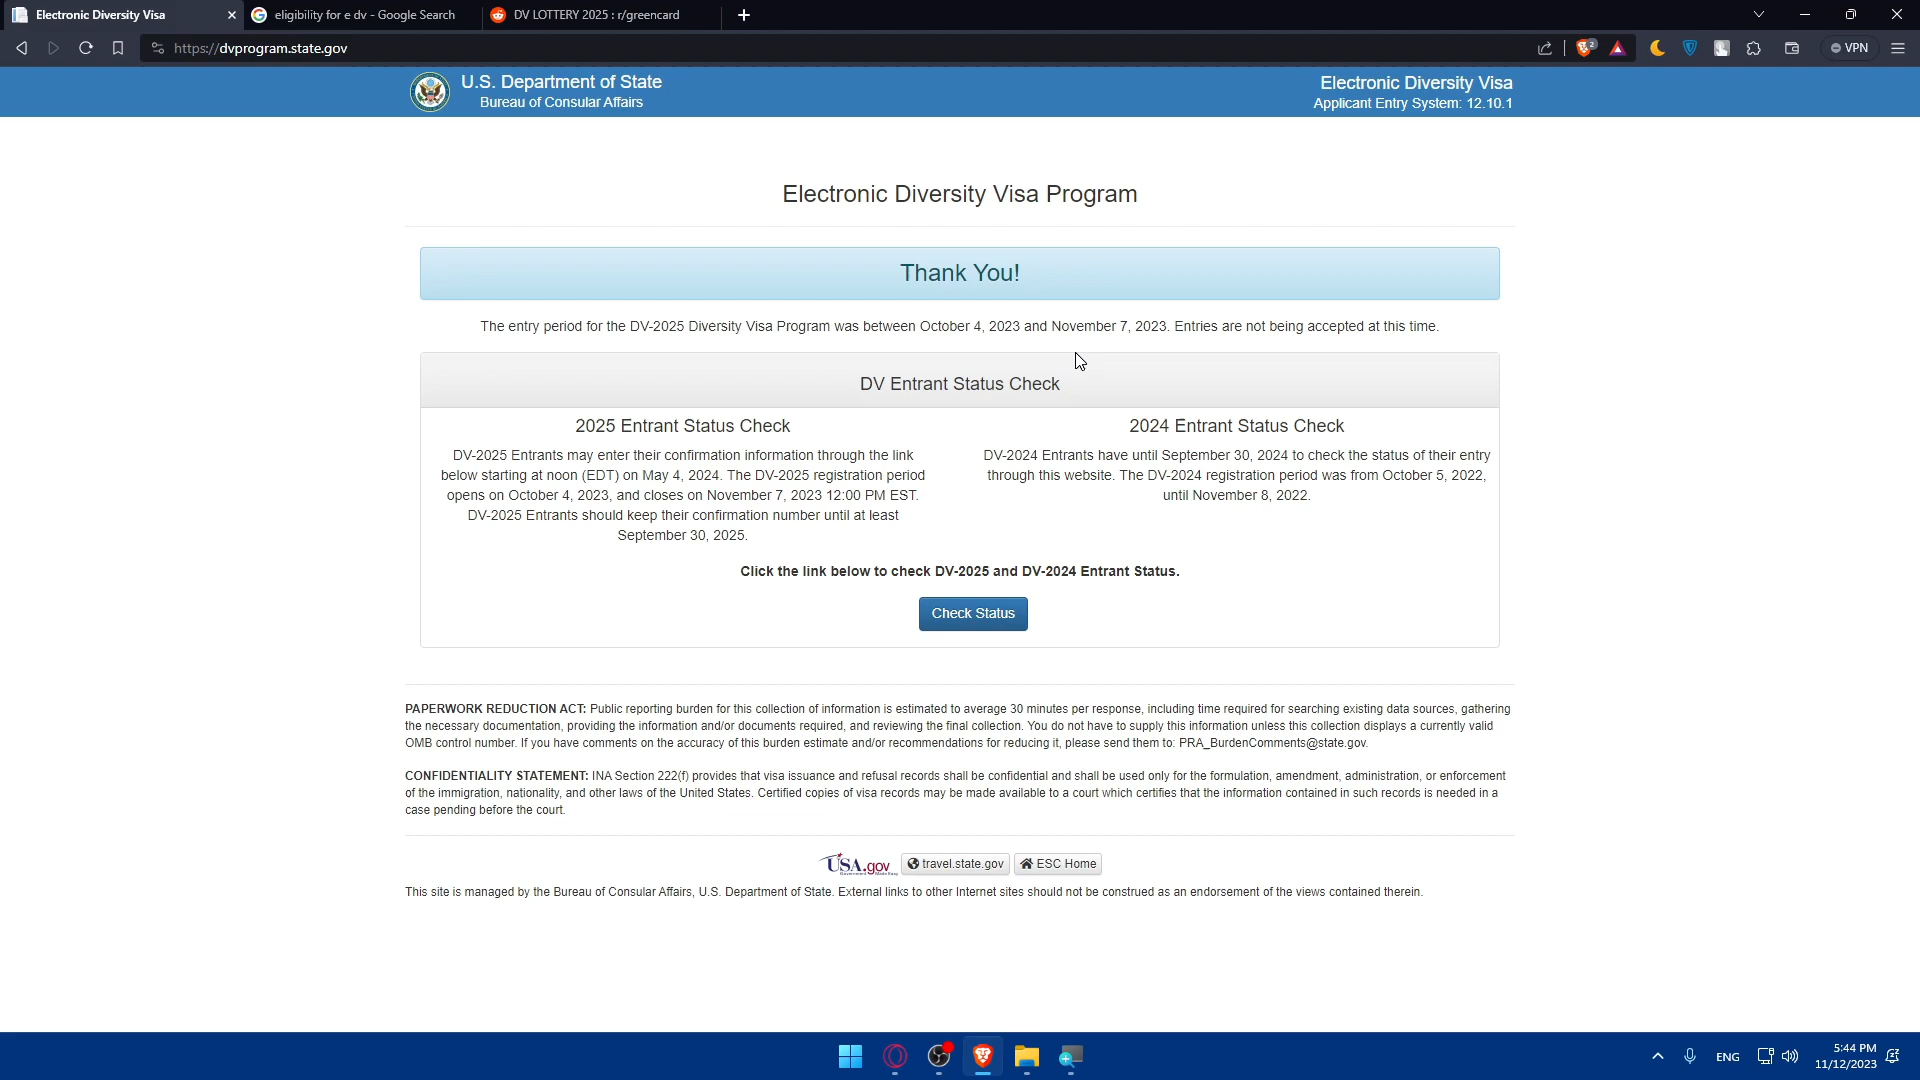 Electronic Diversity Visa
eligibility for e dv - Google Search
DV LOTTERY 2025 : r/greencard
https://dvprogram.state.gov
2
VPN
U.S. Department of State
Bureau of Consular Affairs
Electronic Diversity Visa
Applicant Entry System: 12.10.1
Electronic Diversity Visa Program
Thank You!
The entry period for the DV-2025 Diversity Visa Program was between October 4, 2023 and November 7, 2023. Entries are not being accepted at this time.
DV Entrant Status Check
2025 Entrant Status Check
DV-2025 Entrants may enter their confirmation information through the link
below starting at noon (EDT) on May 4, 2024. The DV-2025 registration period
opens on October 4, 2023, and closes on November 7, 2023 12:00 PM EST.
DV-2025 Entrants should keep their confirmation number until at least
September 30, 2025.
2024 Entrant Status Check
DV-2024 Entrants have until September 30, 2024 to check the status of their entry
through this website. The DV-2024 registration period was from October 5, 2022,
until November 8, 2022.
Click the link below to check DV-2025 and DV-2024 Entrant Status.
Check Status
PAPERWORK REDUCTION ACT: Public reporting burden for this collection of information is estimated to average 30 minutes per response, including time required for searching existing data sources, gathering
the necessary documentation, providing the information and/or documents required, and reviewing the final collection. You do not have to supply this information unless this collection displays a currently valid
OMB control number. If you have comments on the accuracy of this burden estimate and/or recommendations for reducing it, please send them to: PRA_BurdenComments@state.gov.
CONFIDENTIALITY STATEMENT: INA Section 222(f) provides that visa issuance and refusal records shall be confidential and shall be used only for the formulation, amendment, administration, or enforcement
of the immigration, nationality, and other laws of the United States. Certified copies of visa records may be made available to a court which certifies that the information contained in such records is needed in a
case pending before the court.
USA.gov
travel.state.gov
ESC Home
This site is managed by the Bureau of Consular Affairs, U.S. Department of State. External links to other Internet sites should not be construed as an endorsement of the views contained therein.
ENG
5:44 PM
11/12/2023